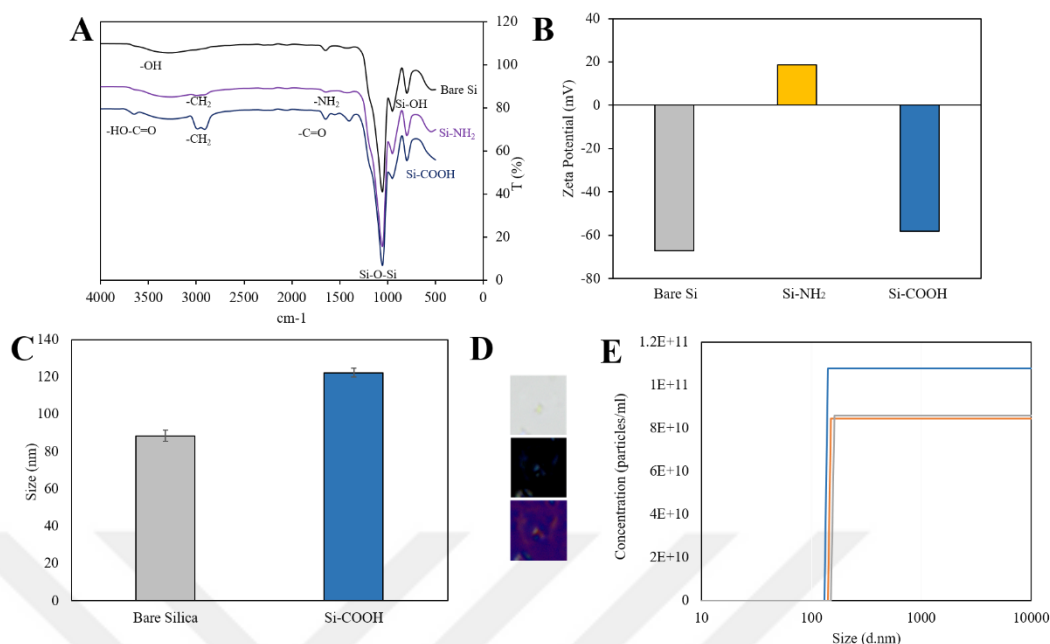 A
-OH
-CH₂
-NH₂
Si-OH
Bare Si
-HO-C=O
-CH₂
-C=O
Si-NH₂
Si-COOH
Si-O-Si
120
100
80
60
40
20
0
T (%)
4000 3500 3000 2500 2000 1500 1000 500 0
cm-1
B
40
20
0
-20
-40
-60
-80
Zeta Potential (mV)
Bare Si Si-NH₂ Si-COOH
C
140
120
100
80
60
40
20
0
Size (nm)
Bare Silica Si-COOH
D
E
1.2E+11
1E+11
8E+10
6E+10
4E+10
2E+10
0
Concentration (particles/ml)
10 100 1000 10000
Size (d.nm)